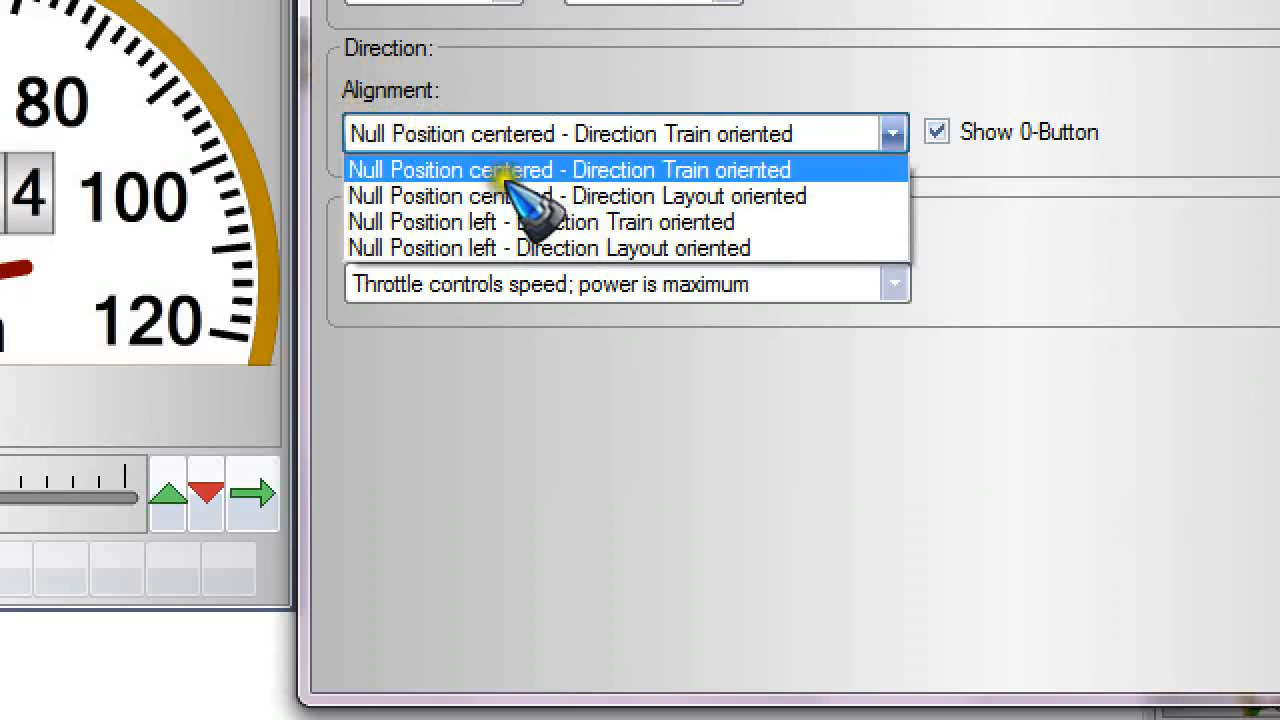 Direction:
Alignment:
Null Position centered - Direction Train oriented
Show 0-Button
Null Position centered - Direction Train oriented
Null Position cen d - Direction Layout oriented
Null Position left - D ction Train oriented
Null Position left - Direction Layout oriented
Throttle controls speed; power is maximum
80
4
100
120